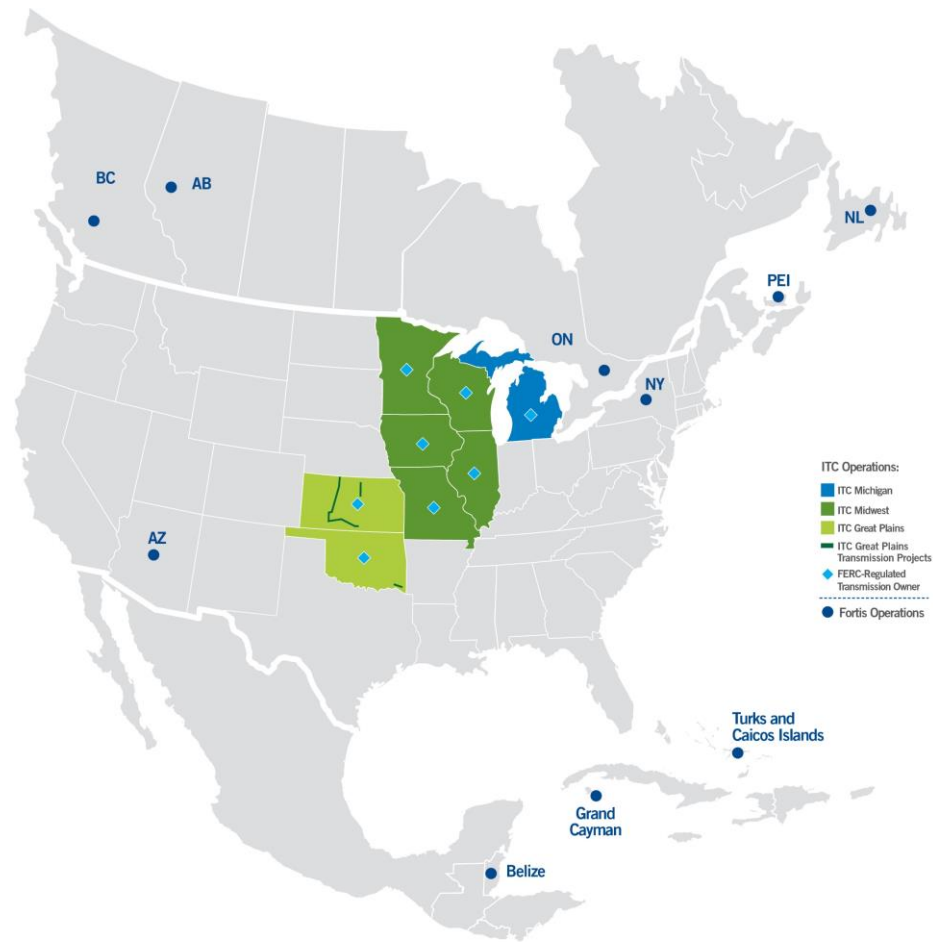 BC
AB
NL
PEI
ON
NY
AZ
ITC Operations:
ITC Michigan
ITC Midwest
ITC Great Plains
ITC Great Plains
Transmission Projects
FERC-Regulated
Transmission Owner
Fortis Operations
Turks and
Caicos Islands
Grand
Cayman
Belize